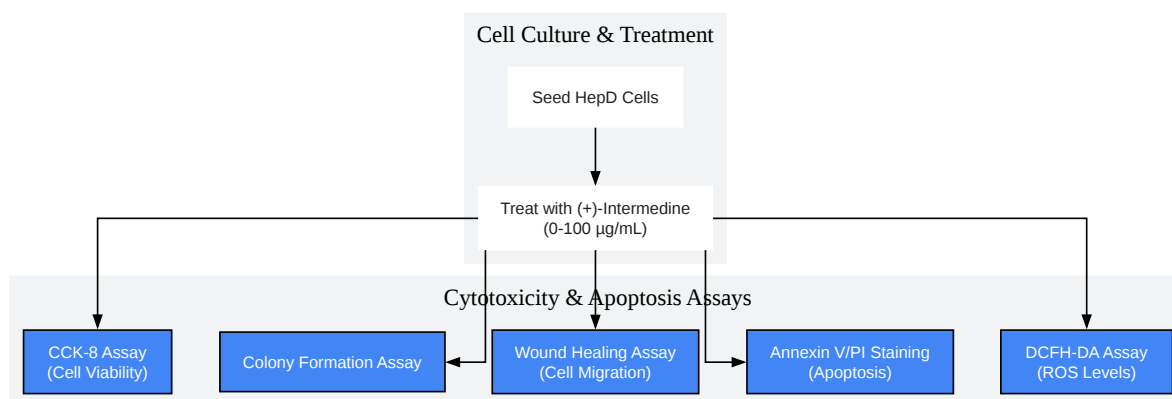 Cell Culture & Treatment
Seed HepD Cells
Treat with (+)-Intermedine
(0-100 µg/mL)
Cytotoxicity & Apoptosis Assays
CCK-8 Assay
(Cell Viability)
Colony Formation Assay
Wound Healing Assay
(Cell Migration)
Annexin V/PI Staining
(Apoptosis)
DCFH-DA Assay
(ROS Levels)